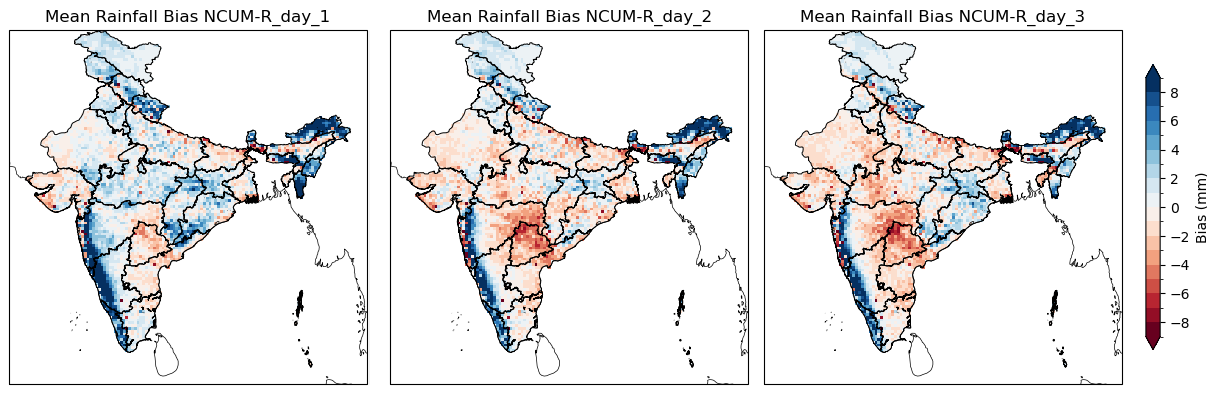 Mean Rainfall Bias NCUM-R_day_1
Mean Rainfall Bias NCUM-R_day_2
Mean Rainfall Bias NCUM-R_day_3
8
6
4
2
0
−2
−4
−6
−8
Bias (mm)